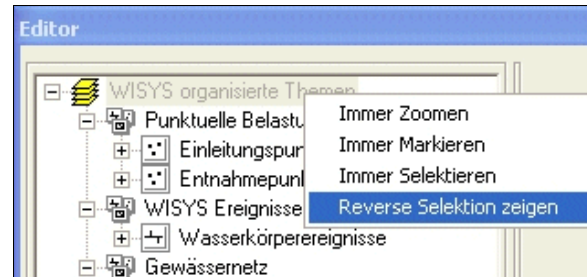 Editor
WISYS organisierte Themen
Punktuelle Belastu
Immer Zoomen
Immer Markieren
Einleitungspun
Immer Selektieren
Entnahmepunl
WISYS Ereignisse
Reverse Selektion zeigen
Wasserkörperereignisse
Gewässernetz